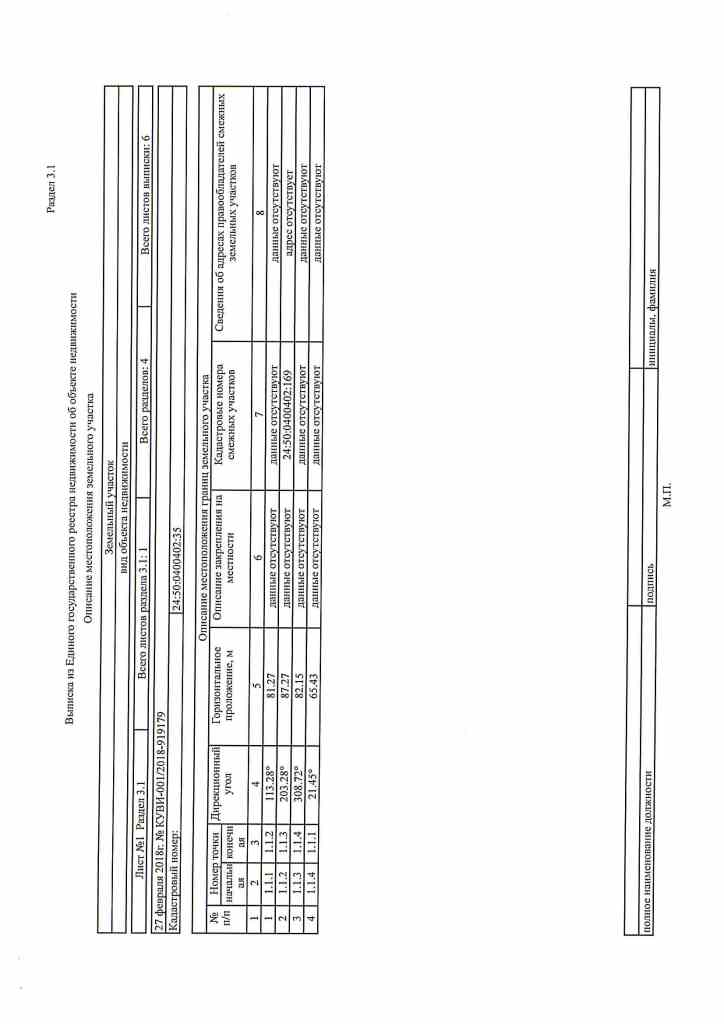 Раздел 3.1
Выписка из Единого государственного реестра недвижимости об объекте недвижимости
Описание местоположения земельного участка
Земельный участок
вид объекта недвижимости
Лист №1 Раздел 3.1 Всего листов раздела 3.1: 1 Всего разделов: 4 Всего листов выписки: 6
27 февраля 2018г. № КУВИ-001/2018-919179
Кадастровый номер: 24:50:0400402:35
Описание местоположения границ земельного участка
№ п/п Номер точки Дирекционный угол Горизонтальное проложение, м Описание закрепления на местности Кадастровые номера смежных участков Сведения об адресах правообладателей смежных земельных участков
начальная конечная
1 2 3 4 5 6 7 8
1 1.1.1 1.1.2 113.28° 81.27 данные отсутствуют данные отсутствуют данные отсутствуют
2 1.1.2 1.1.3 203.28° 87.27 данные отсутствуют 24:50:0400402:169 адрес отсутствует
3 1.1.3 1.1.4 308.72° 82.15 данные отсутствуют данные отсутствуют данные отсутствуют
4 1.1.4 1.1.1 21.45° 65.43 данные отсутствуют данные отсутствуют данные отсутствуют
полное наименование должности подпись инициалы, фамилия
М.П.